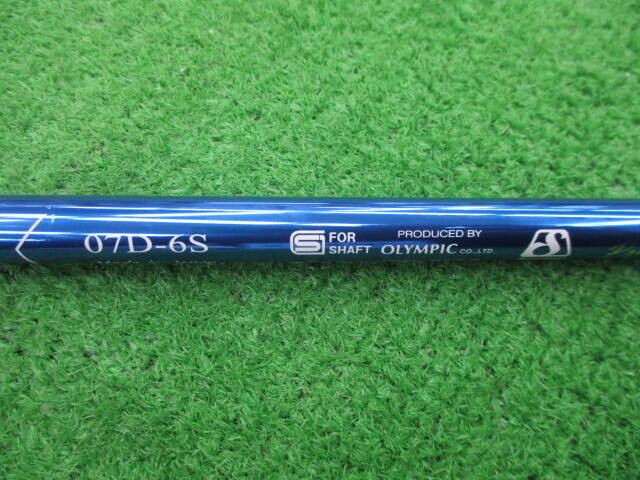 07D-6S
FOR
SHAFT
PRODUCED BY
OLYMPIC CO.,LTD.